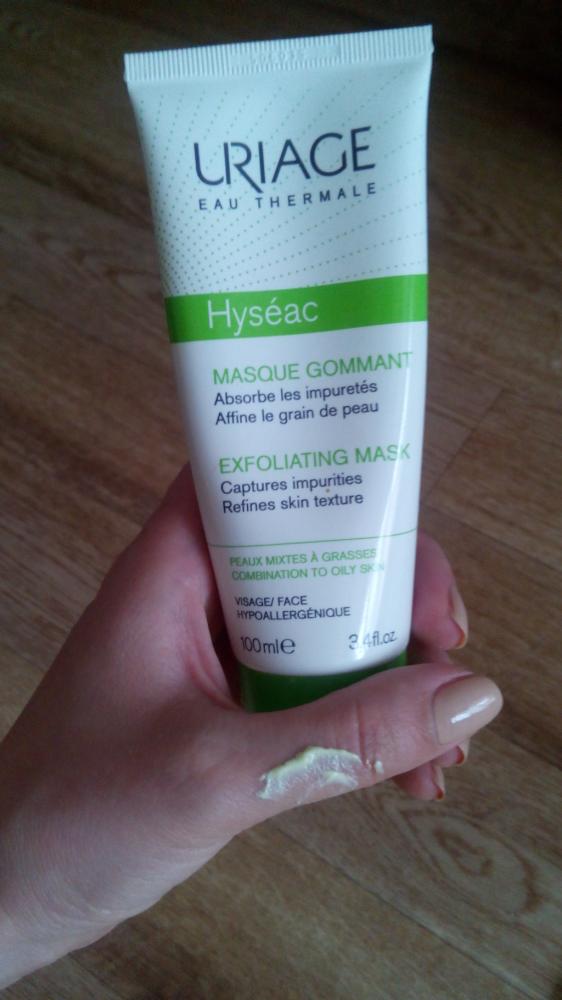 URIAGE
EAU THERMALE
Hyséac
MASQUE GOMMANT
Absorbe les impuretés
Affine le grain de peau
EXFOLIATING MASK
Captures impurities
Refines skin texture
PEAUX MIXTES À GRASSES
COMBINATION TO OILY SKIN
VISAGE/ FACE
HYPOALLERGÉNIQUE
100ml℮ 3.4fl.oz